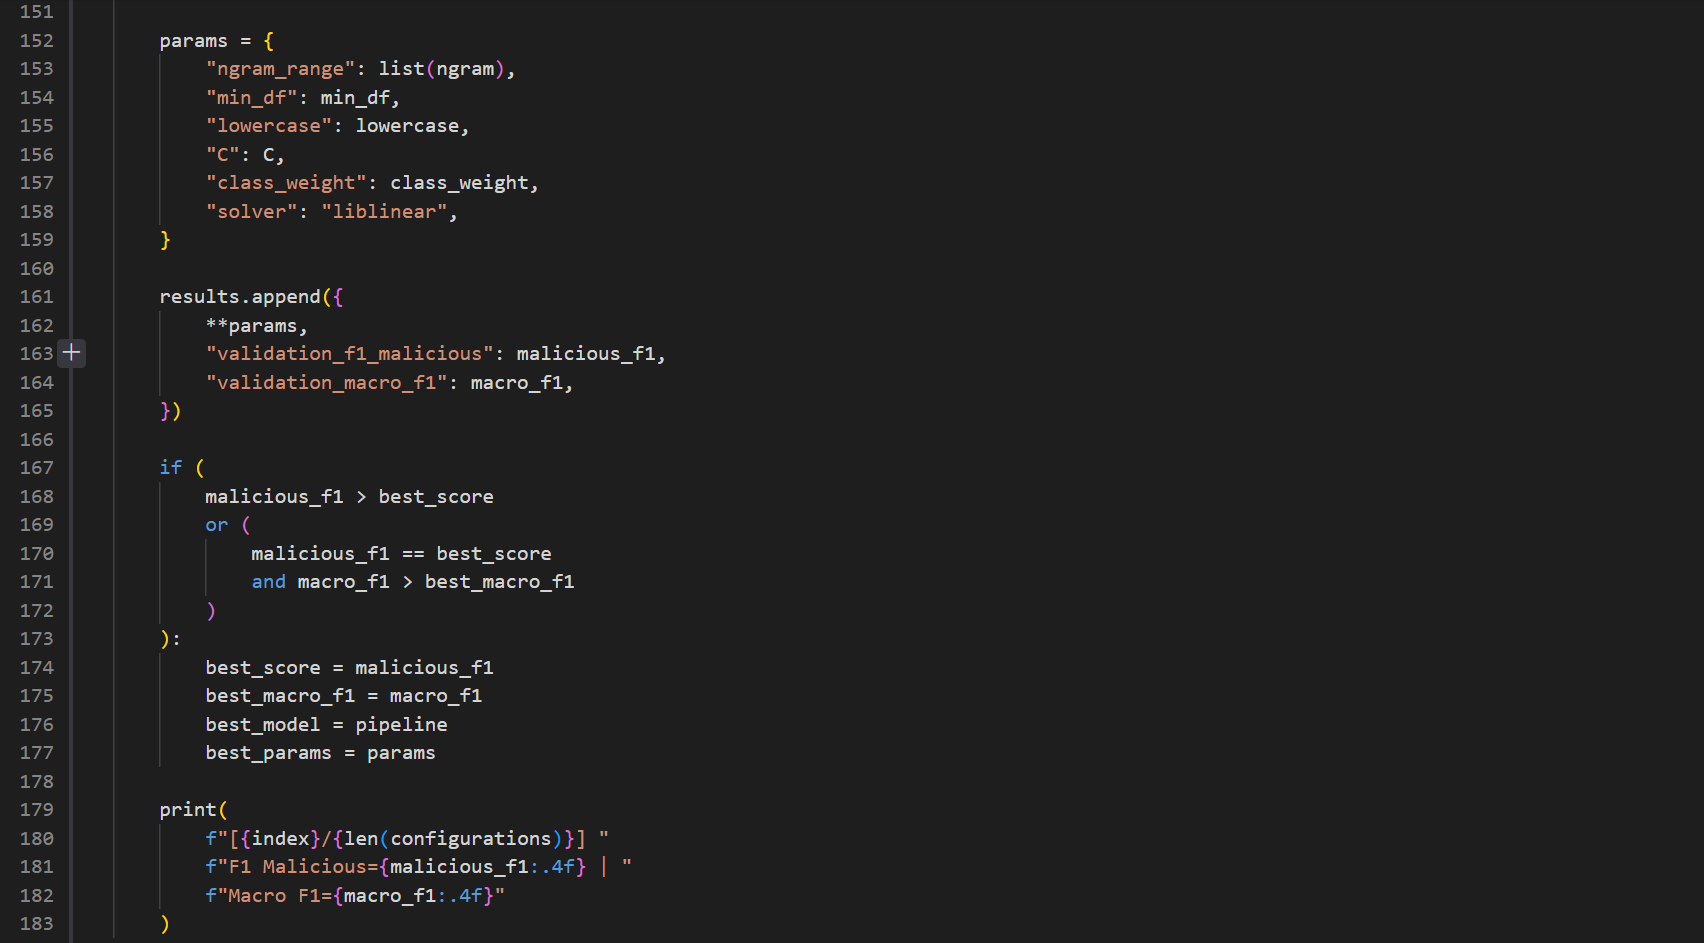 151
152 params = {
153 "ngram_range": list(ngram),
154 "min_df": min_df,
155 "lowercase": lowercase,
156 "C": C,
157 "class_weight": class_weight,
158 "solver": "liblinear",
159 }
160
161 results.append({
162 **params,
163 + "validation_f1_malicious": malicious_f1,
164 "validation_macro_f1": macro_f1,
165 })
166
167 if (
168 malicious_f1 > best_score
169 or (
170 malicious_f1 == best_score
171 and macro_f1 > best_macro_f1
172 )
173 ):
174 best_score = malicious_f1
175 best_macro_f1 = macro_f1
176 best_model = pipeline
177 best_params = params
178
179 print(
180 f"[{index}/{len(configurations)}] "
181 f"F1 Malicious={malicious_f1:.4f} | "
182 f"Macro F1={macro_f1:.4f}"
183 )